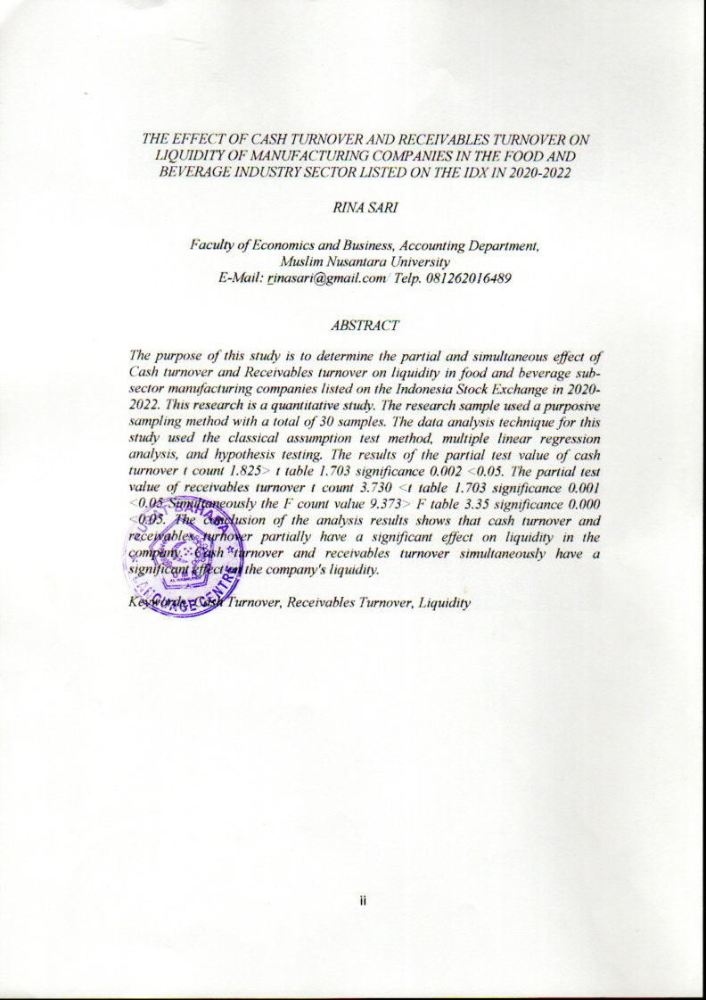 THE EFFECT OF CASH TURNOVER AND RECEIVABLES TURNOVER ON
LIQUIDITY OF MANUFACTURING COMPANIES IN THE FOOD AND
BEVERAGE INDUSTRY SECTOR LISTED ON THE IDX IN 2020-2022
RINA SARI
Faculty of Economics and Business, Accounting Department,
Muslim Nusantara University
E-Mail: rinasari@gmail.com/ Telp. 081262016489
ABSTRACT
The purpose of this study is to determine the partial and simultaneous effect of
Cash turnover and Receivables turnover on liquidity in food and beverage sub-
sector manufacturing companies listed on the Indonesia Stock Exchange in 2020-
2022. This research is a quantitative study. The research sample used a purposive
sampling method with a total of 30 samples. The data analysis technique for this
study used the classical assumption test method, multiple linear regression
analysis, and hypothesis testing. The results of the partial test value of cash
turnover t count 1.825> t table 1.703 significance 0.002 <0.05. The partial test
value of receivables turnover t count 3.730 <t table 1.703 significance 0.001
<0.05 Simultaneously the F count value 9.373> F table 3.35 significance 0.000
<0.05. The conclusion of the analysis results shows that cash turnover and
receivables turnover partially have a significant effect on liquidity in the
company. Cash turnover and receivables turnover simultaneously have a
significant effect on the company's liquidity.
Keywords: Cash Turnover, Receivables Turnover, Liquidity
PUSAT BAHASA
UMN
AL WASHLIYAH
LANGUAGE CENTRE
ii